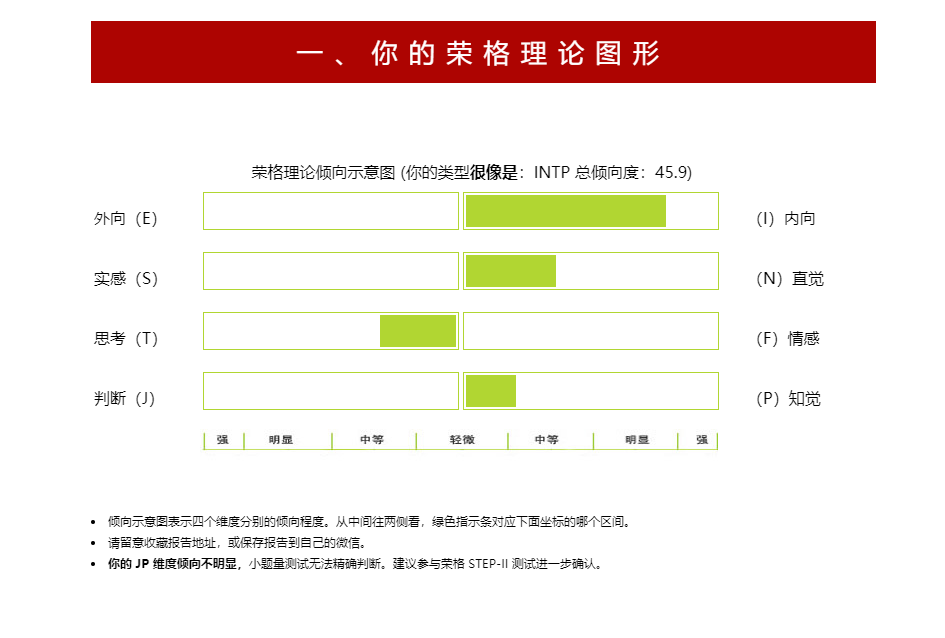 一、你的荣格理论图形
荣格理论倾向示意图 (你的类型很像是：INTP 总倾向度：45.9)
外向（E） （I）内向
实感（S） （N）直觉
思考（T） （F）情感
判断（J） （P）知觉
强 明显 中等 轻微 中等 明显 强
倾向示意图表示四个维度分别的倾向程度。从中间往两侧看，绿色指示条对应下面坐标的哪个区间。
请留意收藏报告地址，或保存报告到自己的微信。
你的 JP 维度倾向不明显，小题量测试无法精确判断。建议参与荣格 STEP-II 测试进一步确认。